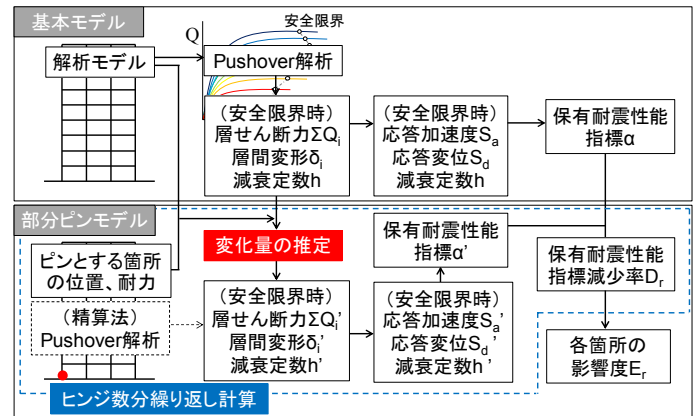 基本モデル
解析モデル
Q
安全限界
Pushover解析
（安全限界時）
層せん断力ΣQi
層間変形δi
減衰定数h
（安全限界時）
応答加速度Sa
応答変位Sd
減衰定数h
保有耐震性能
指標α
部分ピンモデル
ピンとする箇所
の位置、耐力
（精算法）
Pushover解析
変化量の推定
（安全限界時）
層せん断力ΣQi'
層間変形δi'
減衰定数h'
（安全限界時）
応答加速度Sa'
応答変位Sd'
減衰定数h'
保有耐震性能
指標α'
保有耐震性能
指標減少率Dr
各箇所の
影響度Er
ヒンジ数分繰り返し計算